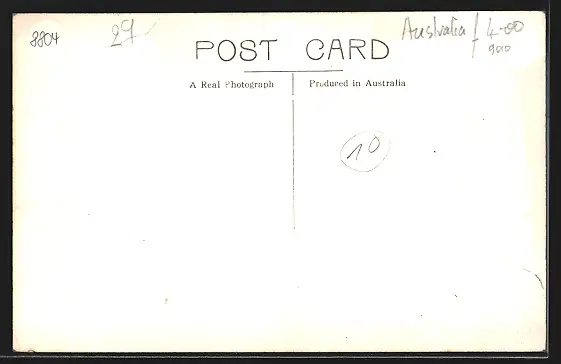 8804
29
Australia
4-00
POST CARD
A Real Photograph
Produced in Australia
10